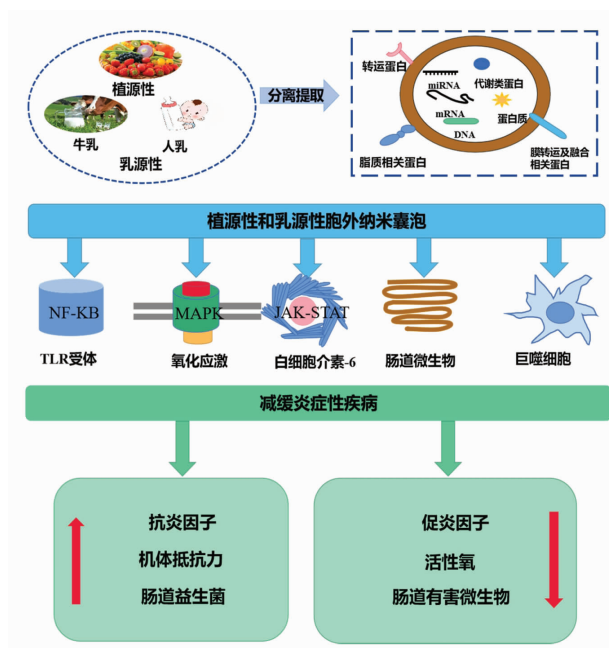 植源性
牛乳
人乳
乳源性
分离提取
转运蛋白
miRNA
代谢类蛋白
mRNA
蛋白质
DNA
脂质相关蛋白
膜转运及融合
相关蛋白
植源性和乳源性胞外纳米囊泡
NF-KB
MAPK
JAK-STAT
TLR受体
氧化应激
白细胞介素-6
肠道微生物
巨噬细胞
减缓炎症性疾病
抗炎因子
机体抵抗力
肠道益生菌
促炎因子
活性氧
肠道有害微生物